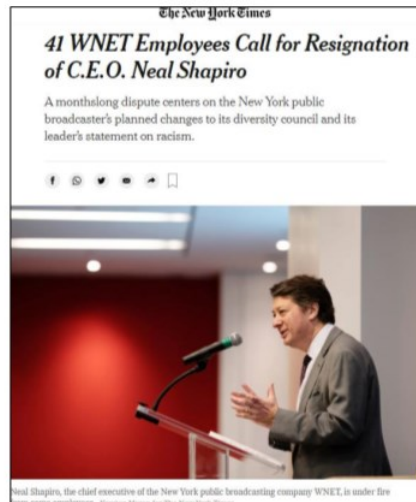 The New York Times
41 WNET Employees Call for Resignation
of C.E.O. Neal Shapiro
A monthslong dispute centers on the New York public
broadcaster's planned changes to its diversity council and its
leader's statement on racism.
Neal Shapiro, the chief executive of the New York public broadcasting company WNET, is under fire